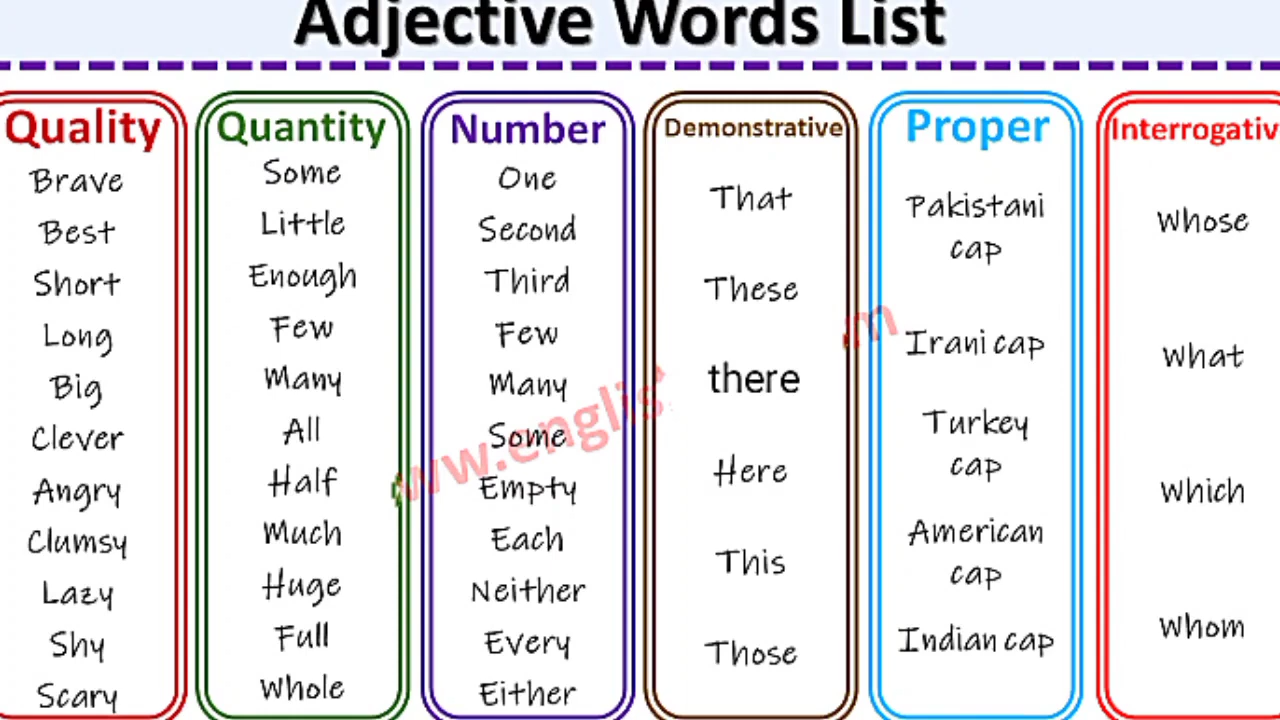 Adjective Words List
Quality
Brave
Best
Short
Long
Big
Clever
Angry
Clumsy
Lazy
Shy
Scary
Quantity
Some
Little
Enough
Few
Many
All
Half
Much
Huge
Full
Whole
Number
One
Second
Third
Few
Many
Some
Empty
Each
Neither
Every
Either
Demonstrative
That
These
there
Here
This
Those
Proper
Pakistani
cap
Irani cap
Turkey
cap
American
cap
Indian cap
Interrogativ
Whose
What
Which
Whom
ww.englis
m